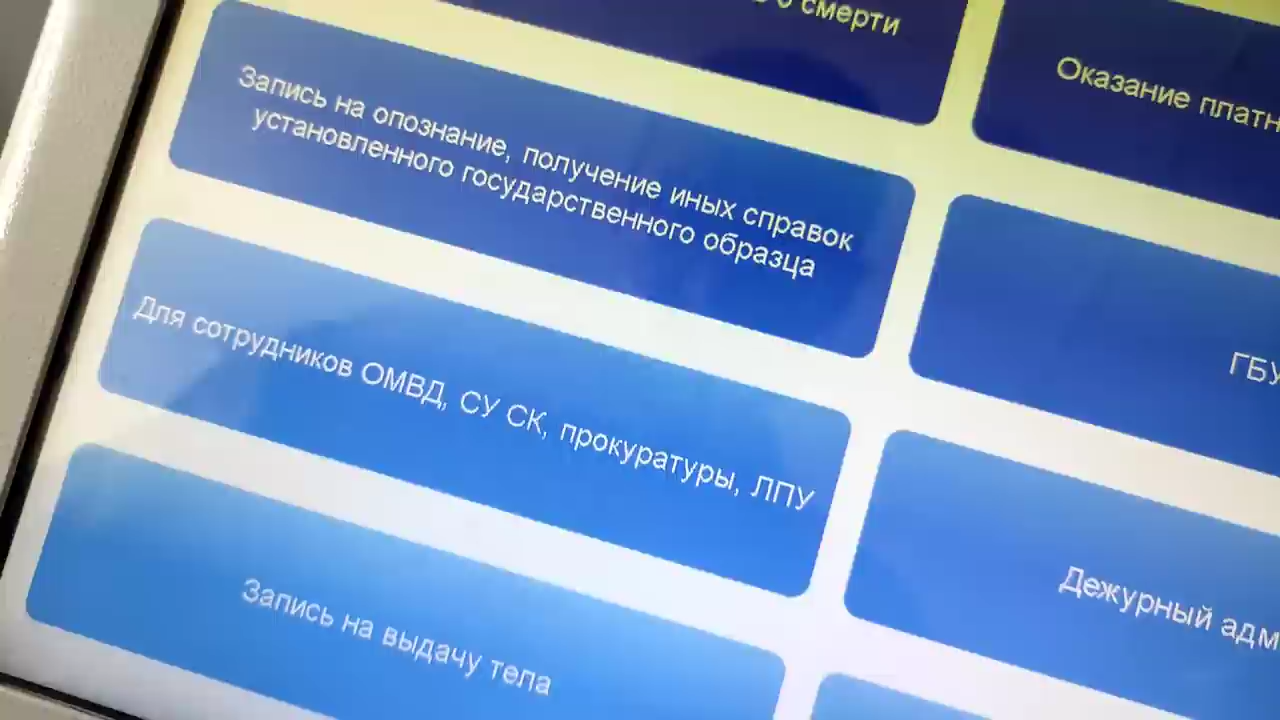 о смерти
Оказание платн
Запись на опознание, получение иных справок
установленного государственного образца
ГБУ
Для сотрудников ОМВД, СУ СК, прокуратуры, ЛПУ
Дежурный адм
Запись на выдачу тела